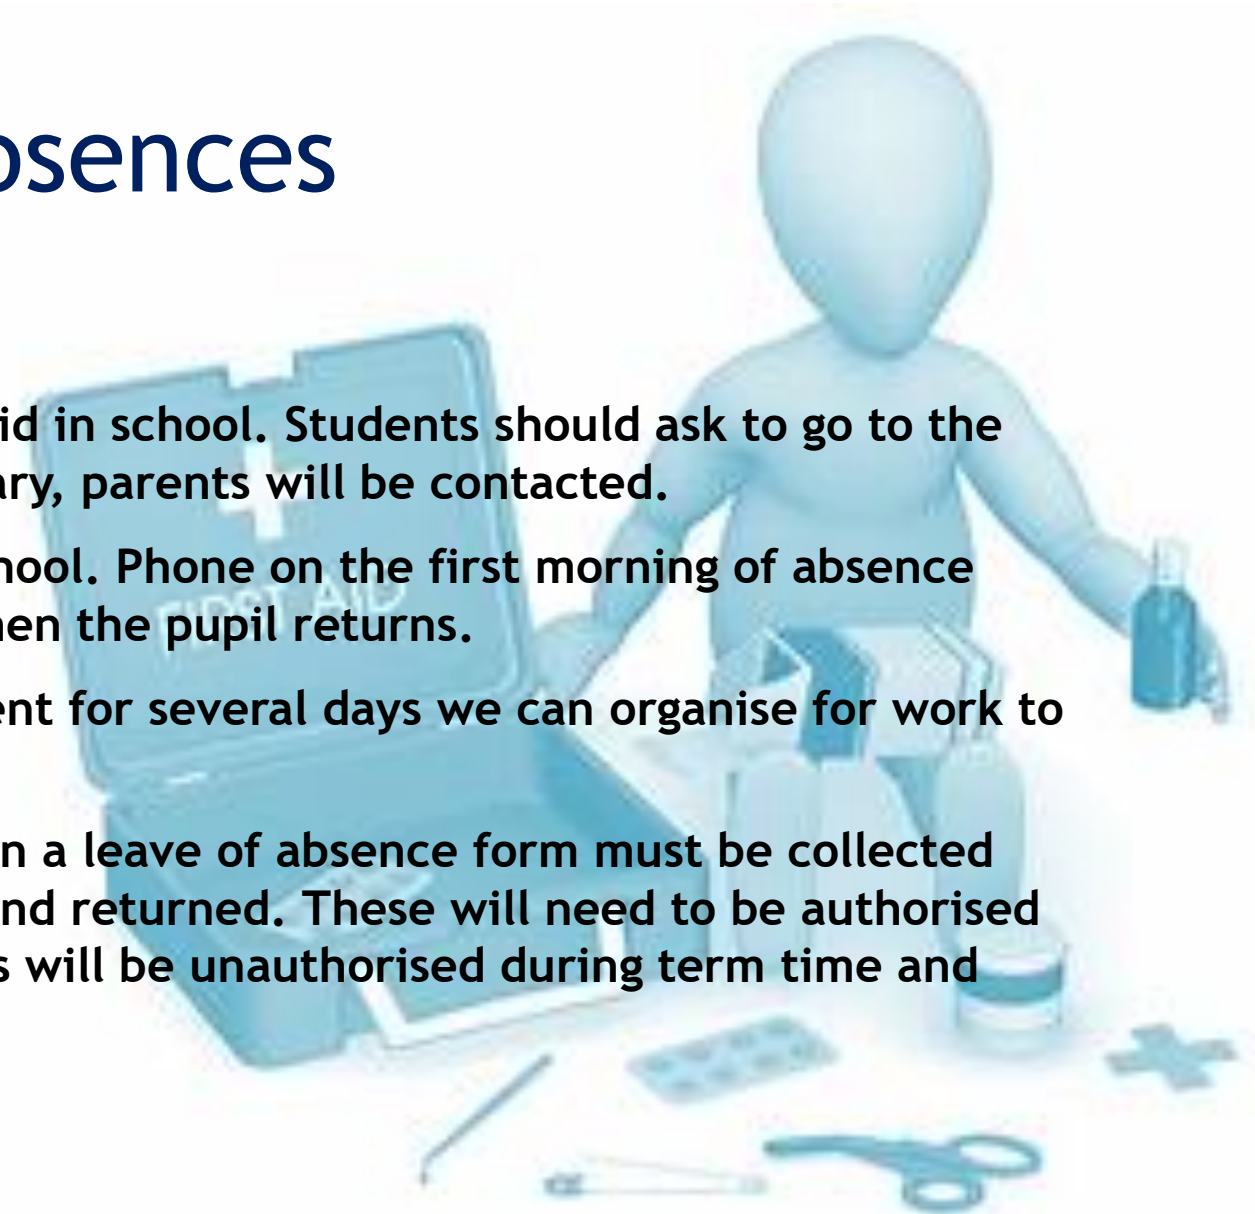 bsences
id in school. Students should ask to go to the
ary, parents will be contacted.
hool. Phone on the first morning of absence
hen the pupil returns.
FIRST AID
ent for several days we can organise for work to
n a leave of absence form must be collected
nd returned. These will need to be authorised
s will be unauthorised during term time and